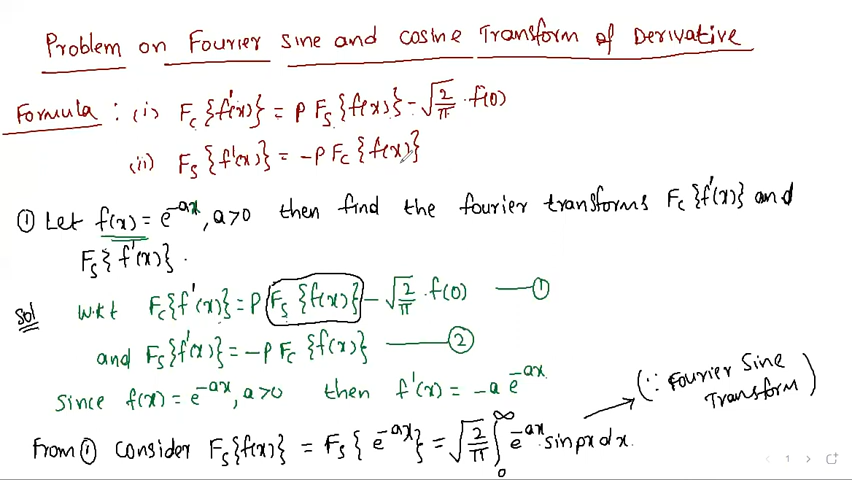 Problem on Fourier sine and cosine Transform of Derivative
Formula : (i) F_c {f'(x)} = P F_s {f(x)} - √(2/π) . f(0)
(ii) F_s {f'(x)} = -P F_c {f(x)}
① Let f(x) = e^{-ax}, a>0 then find the fourier transforms F_c {f'(x)} and
F_s {f'(x)}.
Sol wkt F_c {f'(x)} = P F_s {f(x)} - √(2/π) . f(0) —— ①
and F_s {f'(x)} = -P F_c {f(x)} —— ②
Since f(x) = e^{-ax}, a>0 then f'(x) = -a e^{-ax}.
(∵ Fourier Sine Transform)
From ① consider F_s {f(x)} = F_s { e^{-ax} } = √(2/π) ∫_0^∞ e^{-ax} sin px dx.
1